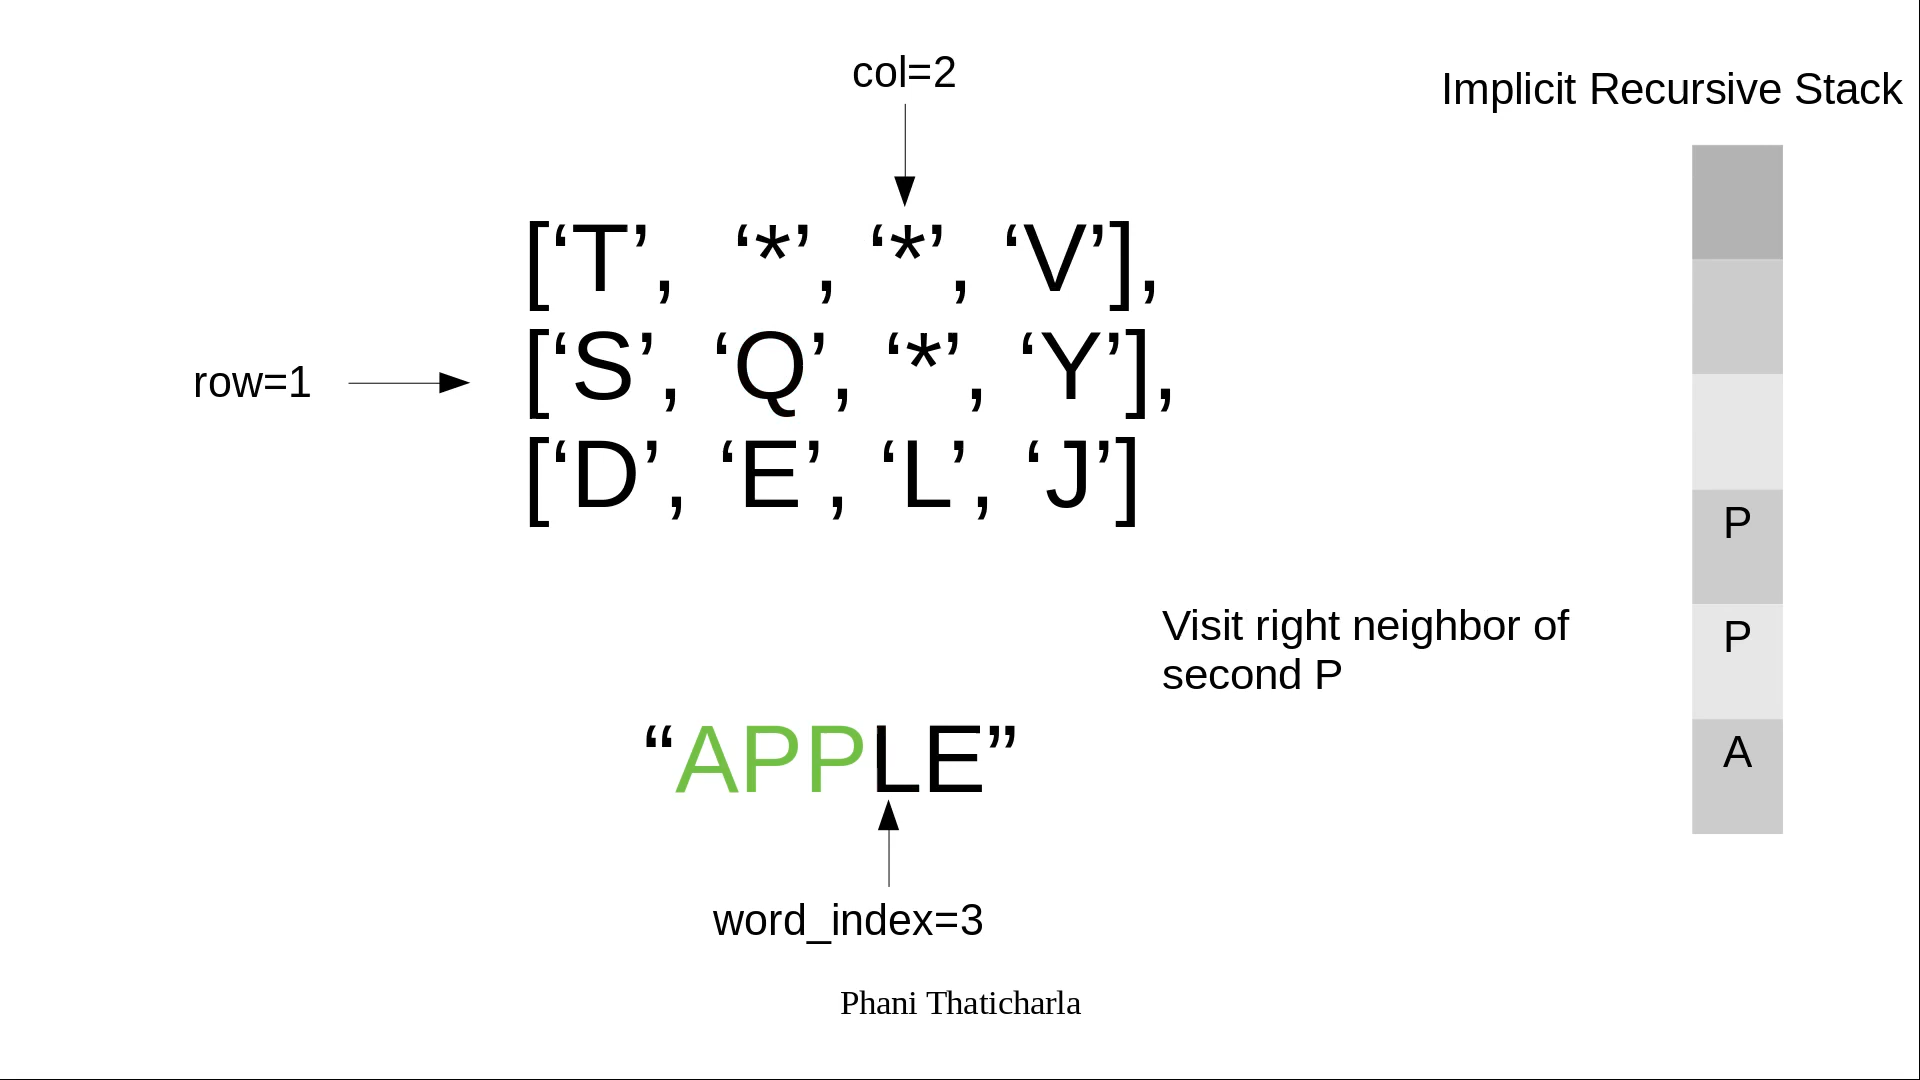 col=2
Implicit Recursive Stack
[‘T’, ‘*’, ‘*’, ‘V’],
row=1
[‘S’, ‘Q’, ‘*’, ‘Y’],
[‘D’, ‘E’, ‘L’, ‘J’]
P
P
A
Visit right neighbor of
second P
“APPLE”
word_index=3
Phani Thaticharla